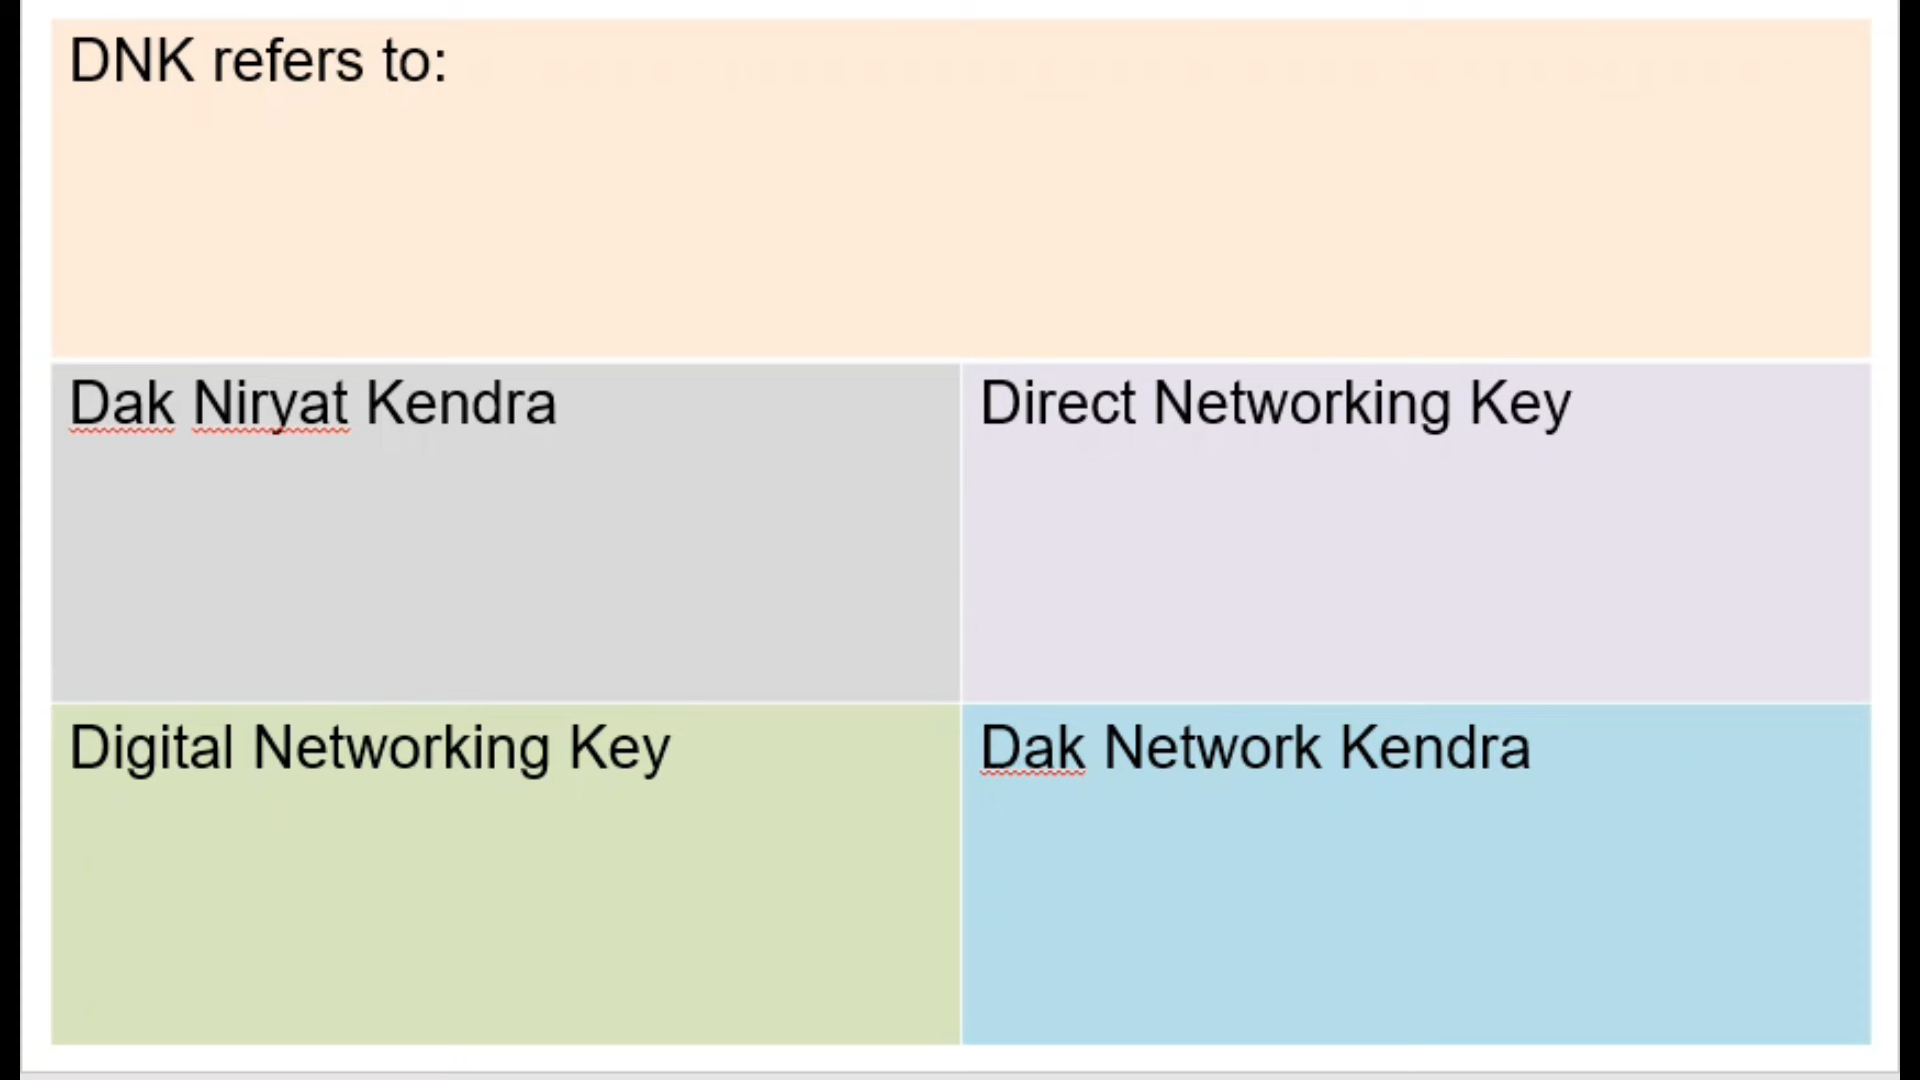 DNK refers to:
Dak Niryat Kendra
Direct Networking Key
Digital Networking Key
Dak Network Kendra